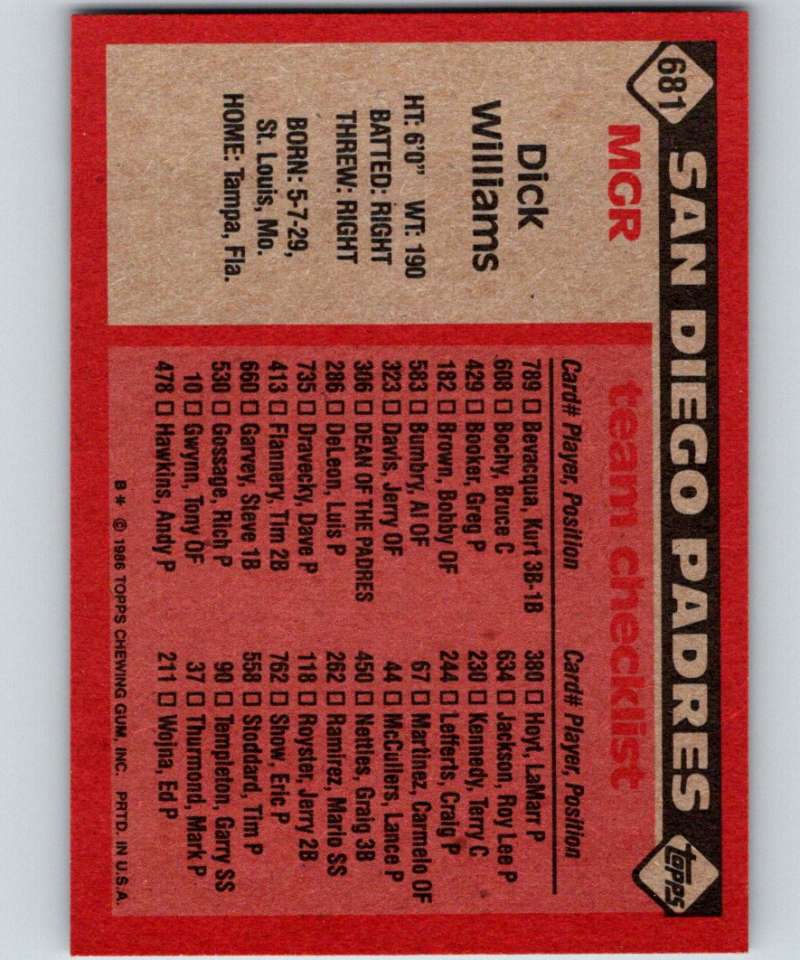 681
SAN DIEGO PADRES
topps
MGR
team checklist
Dick
Williams
HT: 6'0" WT: 190
BATTED: RIGHT
THREW: RIGHT
BORN: 5-7-29,
St. Louis, Mo.
HOME: Tampa, Fla.
Card# Player, Position
789 □ Bevacqua, Kurt 3B-1B
608 □ Bochy, Bruce C
429 □ Booker, Greg P
182 □ Brown, Bobby OF
583 □ Bumbry, Al OF
323 □ Davis, Jerry OF
306 □ DEAN OF THE PADRES
286 □ DeLeon, Luis P
735 □ Dravecky, Dave P
413 □ Flannery, Tim 2B
660 □ Garvey, Steve 1B
530 □ Gossage, Rich P
10 □ Gwynn, Tony OF
478 □ Hawkins, Andy P
Card# Player, Position
380 □ Hoyt, LaMarr P
634 □ Jackson, Roy Lee P
230 □ Kennedy, Terry C
244 □ Lefferts, Craig P
67 □ Martinez, Carmelo OF
44 □ McCullers, Lance P
450 □ Nettles, Graig 3B
262 □ Ramirez, Mario SS
118 □ Royster, Jerry 2B
762 □ Show, Eric P
558 □ Stoddard, Tim P
90 □ Templeton, Garry SS
37 □ Thurmond, Mark P
211 □ Wojna, Ed P
B* © 1986 TOPPS CHEWING GUM, INC. PRTD. IN U.S.A.